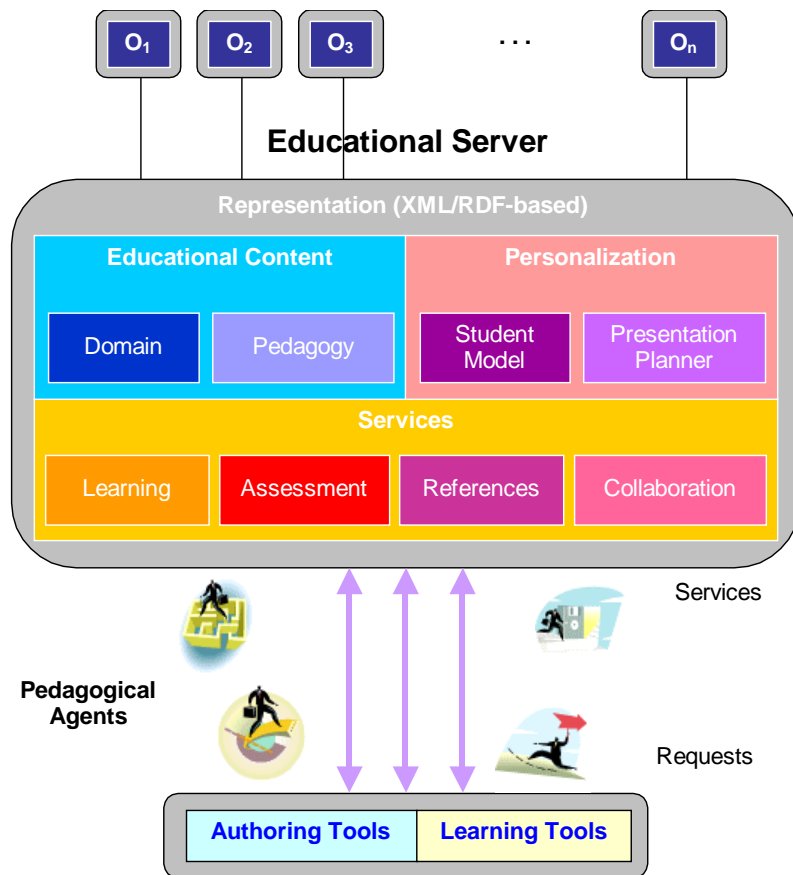 O1 O2 O3 ... On
Educational Server
Representation (XML/RDF-based)
Educational Content
Personalization
Domain
Pedagogy
Student
Model
Presentation
Planner
Services
Learning
Assessment
References
Collaboration
Services
Pedagogical
Agents
Requests
Authoring Tools
Learning Tools